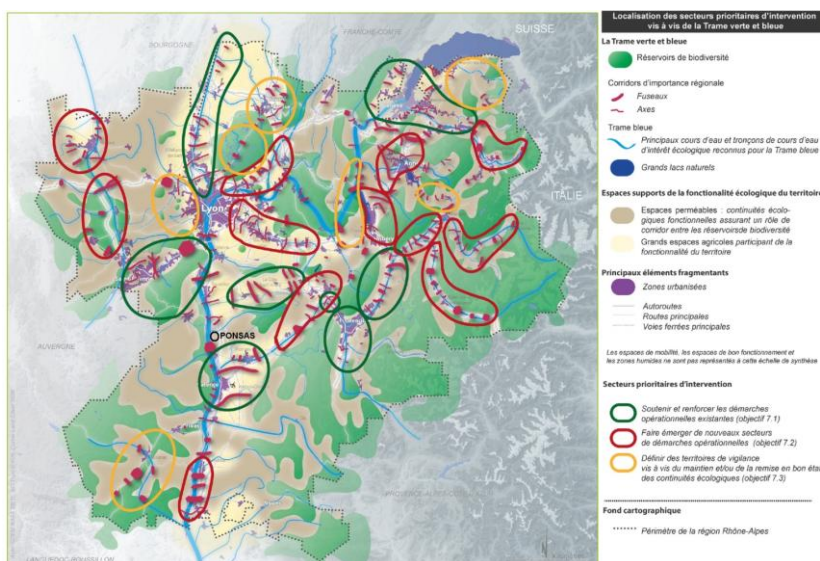 BOURGOGNE
FRANCHE-COMTÉ
SUISSE
Lyon
ITALIE
PONSAS
AUVERGNE
Localisation des secteurs prioritaires d'intervention
vis à vis de la Trame verte et bleue
La Trame verte et bleue
Réservoirs de biodiversité
Corridors d'importance régionale
Fuseaux
Axes
Trame bleue
Principaux cours d'eau et tronçons de cours d'eau
d'intérêt écologique reconnus pour la Trame bleue
Grands lacs naturels
Espaces supports de la fonctionalité écologique du territoire
Espaces perméables : continuités écolo-
giques fonctionnelles assurant un rôle de
corridor entre les réservoirsde biodiversité
Grands espaces agricoles participant de la
fonctionnalité du territoire
Principaux éléments fragmentants
Zones urbanisées
Autoroutes
Routes principales
Voies ferrées principales
Les espaces de mobilité, les espaces de bon fonctionnement et
les zones humides ne sont pas représentés à cette échelle de synthèse
Secteurs prioritaires d'intervention
Soutenir et renforcer les démarches
opérationnelles existantes (objectif 7.1)
Faire émerger de nouveaux secteurs
de démarches opérationnelles (objectif 7.2)
Définir des territoires de vigilance
vis à vis du maintien et/ou de la remise en bon état
des continuités écologiques (objectif 7.3)
Fond cartographique
Périmètre de la région Rhône-Alpes